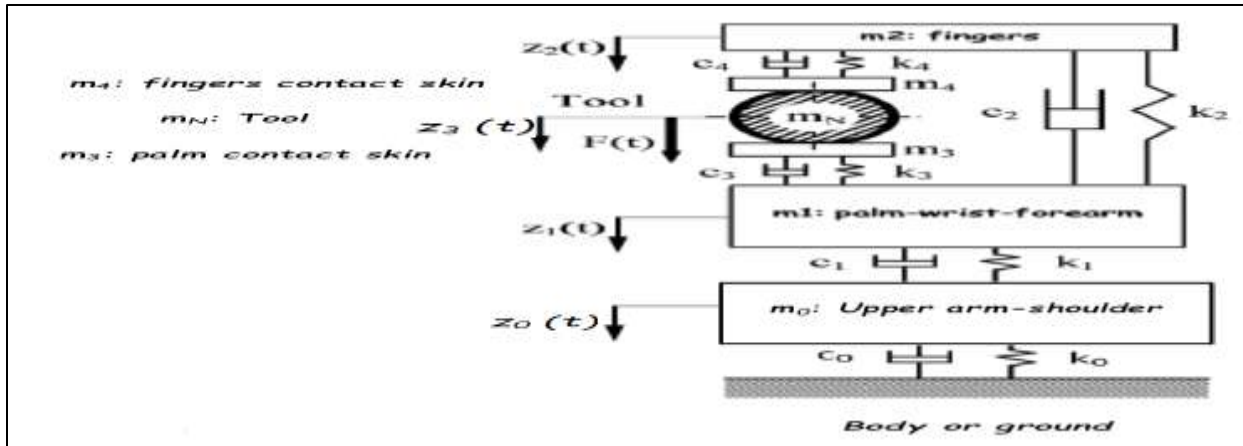 m2: fingers
z₂(t)
c₄
k₄
m₄: fingers contact skin
m₄
Tool
mN: Tool
mN
c₂
k₂
z₃ (t)
F(t)
m₃: palm contact skin
m₃
c₃
k₃
m1: palm-wrist-forearm
z₁(t)
c₁
k₁
m₀: Upper arm-shoulder
z₀ (t)
c₀
k₀
Body or ground